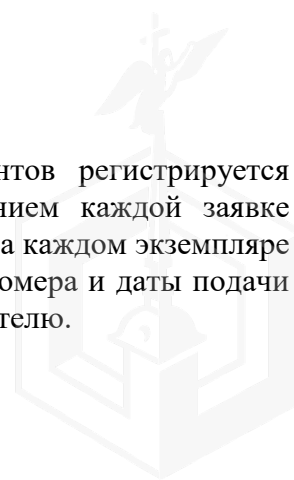 нтов регистрируется
нием каждой заявке
а каждом экземпляре
омера и даты подачи
телю.